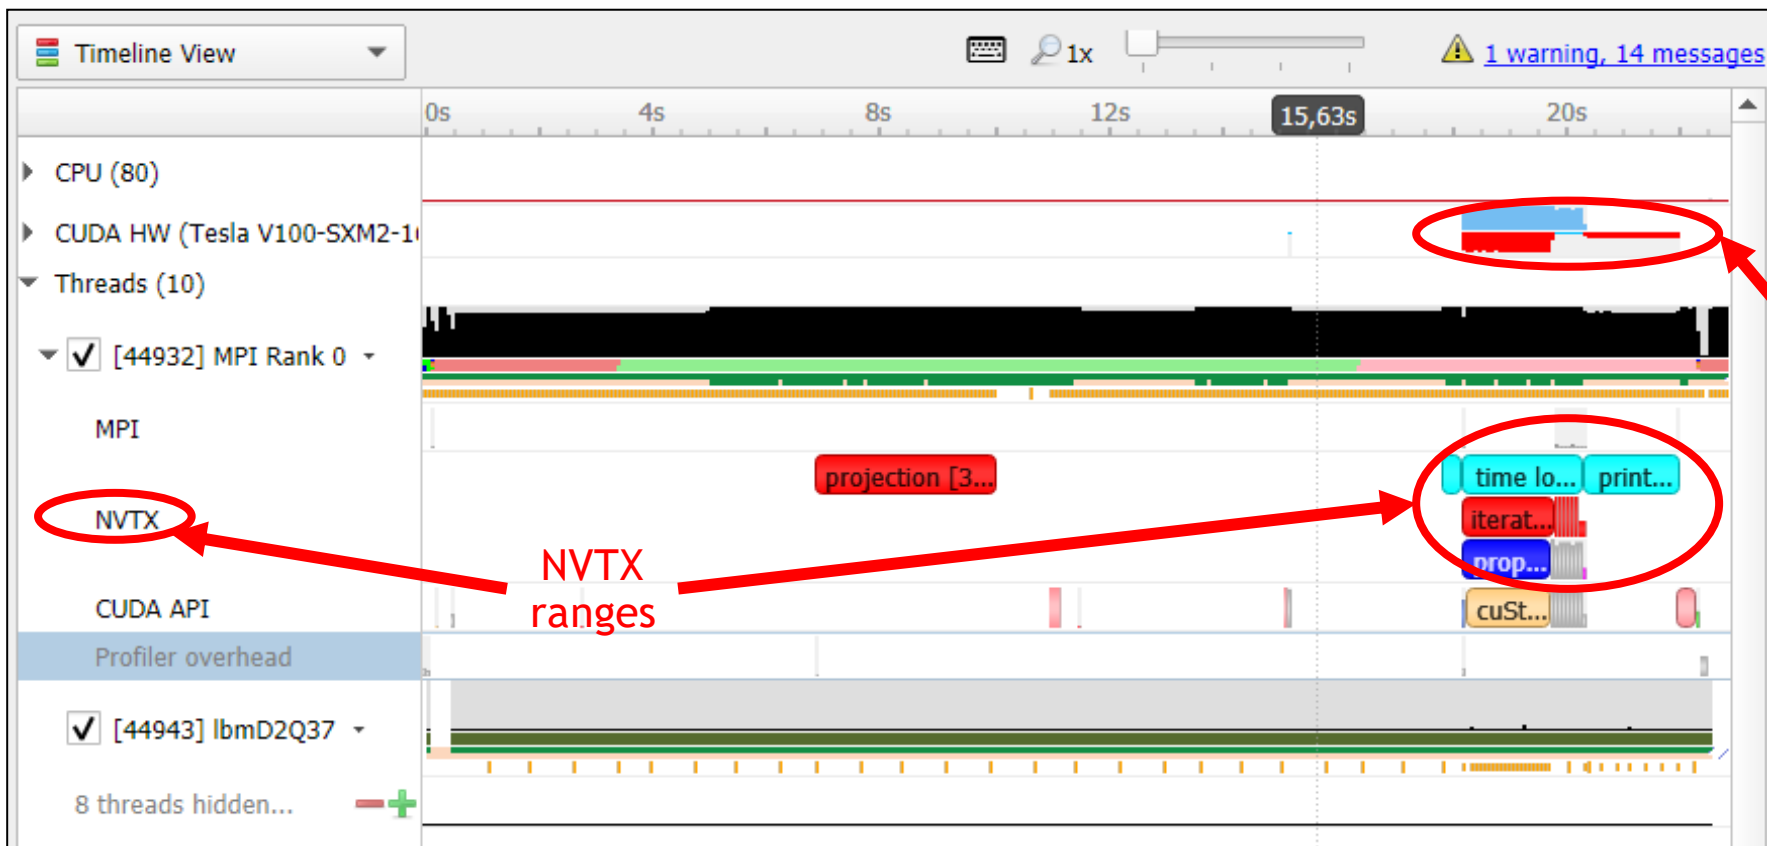 Timeline View
1x
1 warning, 14 messages
0s 4s 8s 12s 15,63s 20s
CPU (80)
CUDA HW (Tesla V100-SXM2-1
Threads (10)
[44932] MPI Rank 0
MPI
projection [3... time lo... print...
NVTX
iterat...
prop...
NVTX
ranges
CUDA API
cuSt...
Profiler overhead
[44943] lbmD2Q37
8 threads hidden...